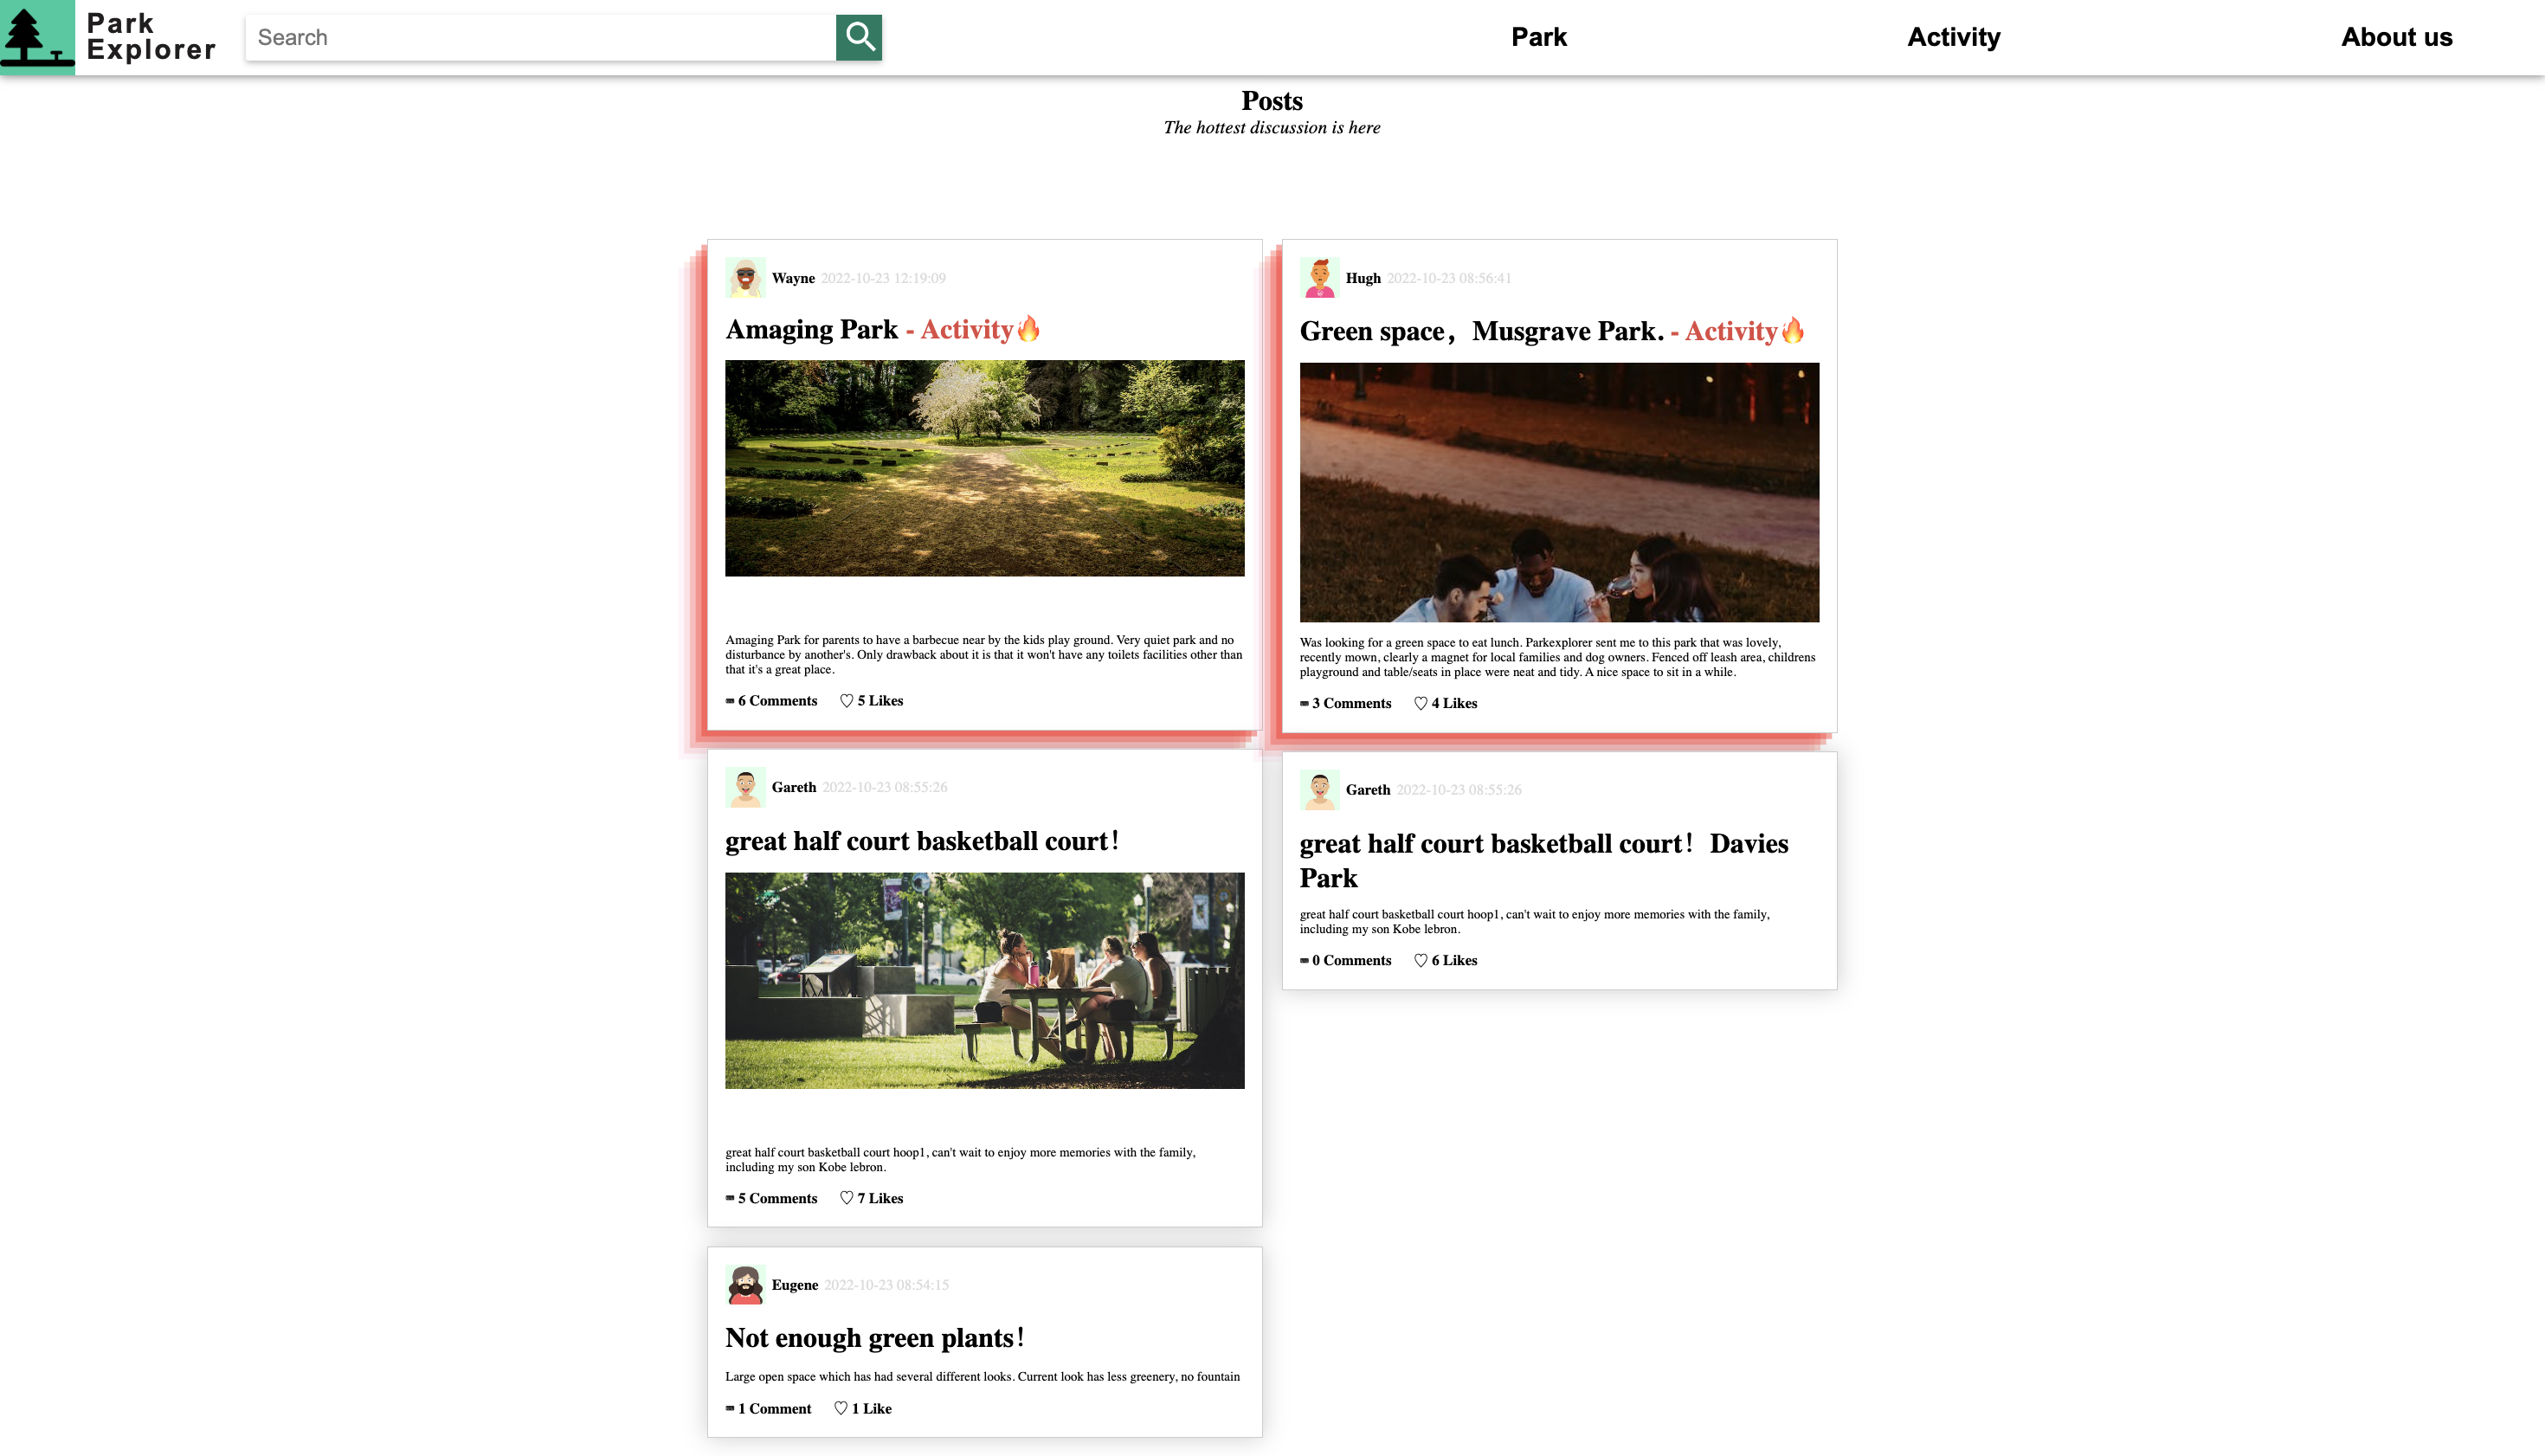 Park
Explorer
Search
Park
Activity
About us
Posts
The hottest discussion is here
Wayne 2022-10-23 12:19:09
Amaging Park - Activity🔥
Amaging Park for parents to have a barbecue near by the kids play ground. Very quiet park and no
disturbance by another's. Only drawback about it is that it won't have any toilets facilities other than
that it's a great place.
6 Comments ♡ 5 Likes
Hugh 2022-10-23 08:56:41
Green space，Musgrave Park. - Activity🔥
Was looking for a green space to eat lunch. Parkexplorer sent me to this park that was lovely,
recently mown, clearly a magnet for local families and dog owners. Fenced off leash area, childrens
playground and table/seats in place were neat and tidy. A nice space to sit in a while.
3 Comments ♡ 4 Likes
Gareth 2022-10-23 08:55:26
great half court basketball court！
great half court basketball court hoop1, can't wait to enjoy more memories with the family,
including my son Kobe lebron.
5 Comments ♡ 7 Likes
Gareth 2022-10-23 08:55:26
great half court basketball court！Davies
Park
great half court basketball court hoop1, can't wait to enjoy more memories with the family,
including my son Kobe lebron.
0 Comments ♡ 6 Likes
Eugene 2022-10-23 08:54:15
Not enough green plants！
Large open space which has had several different looks. Current look has less greenery, no fountain
1 Comment ♡ 1 Like